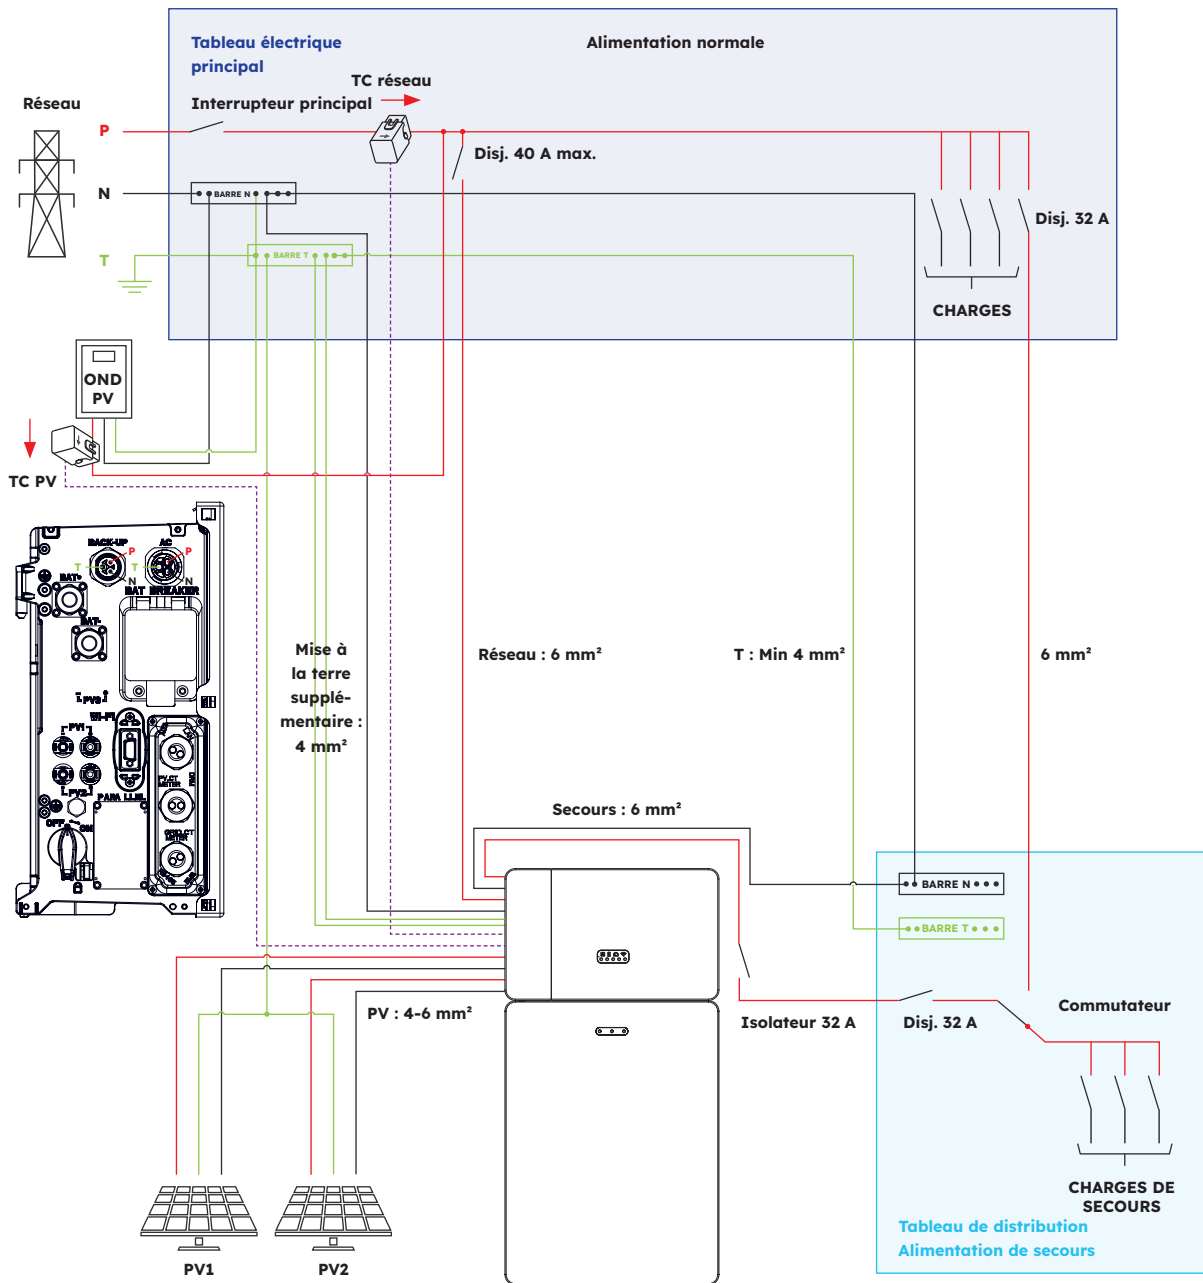 Tableau électrique
principal
Alimentation normale
TC réseau
Réseau
Interrupteur principal
P
Disj. 40 A max.
N
BARRE N
Disj. 32 A
T
BARRE T
CHARGES
OND
PV
TC PV
BACK-UP
AC
P
P
T
T
N
N
BAT+
BAT BREAKER
BAT-
PV3
WI-FI
PV1
PV2
PV.CT
METER
PARA LLEL
OFF
ON
GRID.CT
METER
Mise à
la terre
supplé-
mentaire :
4 mm²
Réseau : 6 mm²
T : Min 4 mm²
6 mm²
Secours : 6 mm²
BARRE N
BARRE T
PV : 4-6 mm²
Isolateur 32 A
Disj. 32 A
Commutateur
CHARGES DE
SECOURS
Tableau de distribution
Alimentation de secours
PV1
PV2